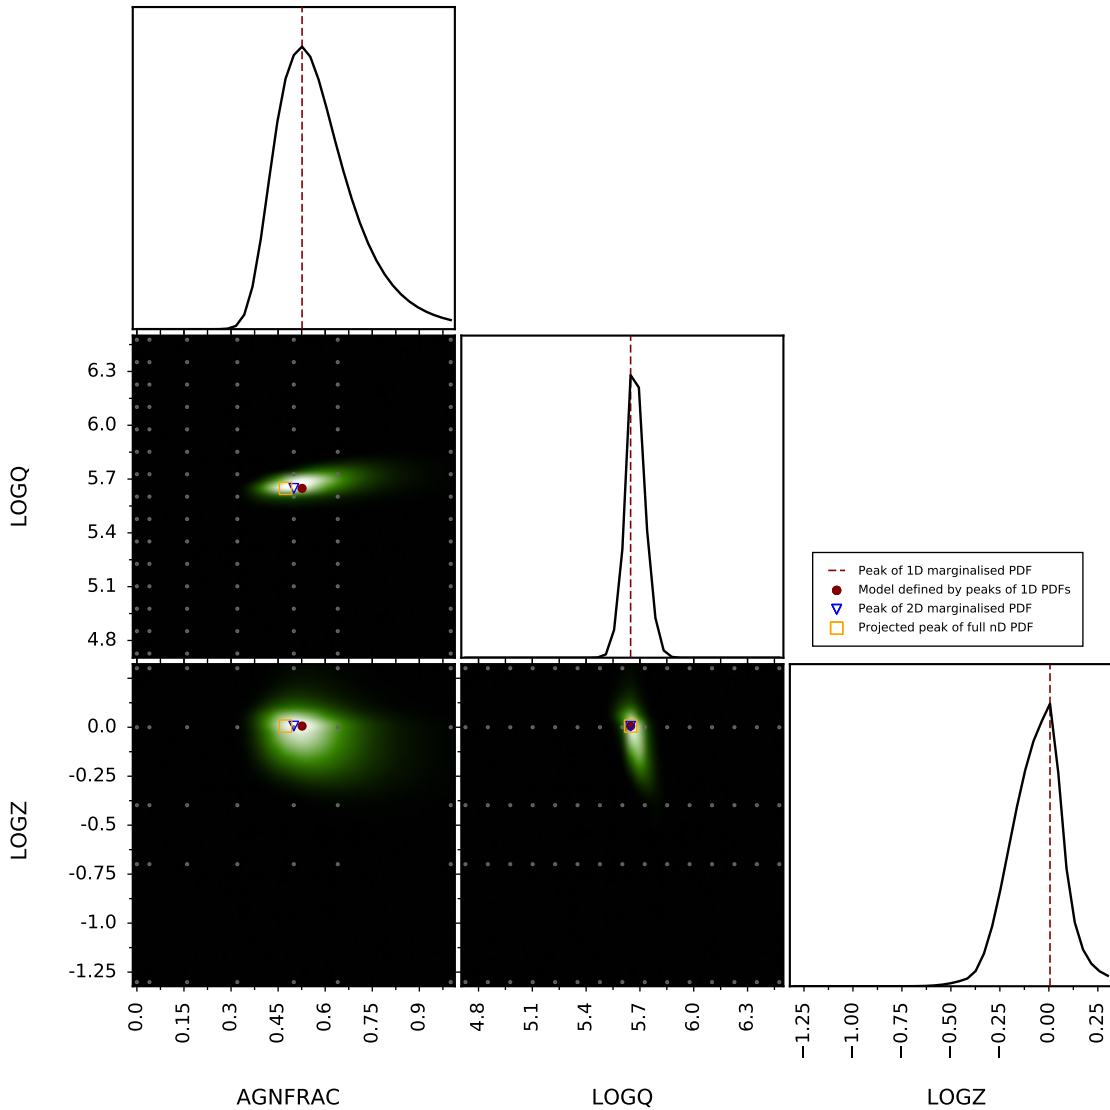 LOGQ
6.3
6.0
5.7
5.4
5.1
4.8
Peak of 1D marginalised PDF
Model defined by peaks of 1D PDFs
Peak of 2D marginalised PDF
Projected peak of full nD PDF
LOGZ
0.0
-0.25
-0.5
-0.75
-1.0
-1.25
0.0 0.15 0.3 0.45 0.6 0.75 0.9
4.8 5.1 5.4 5.7 6.0 6.3
−1.25 −1.00 −0.75 −0.50 −0.25 0.00 0.25
AGNFRAC LOGQ LOGZ